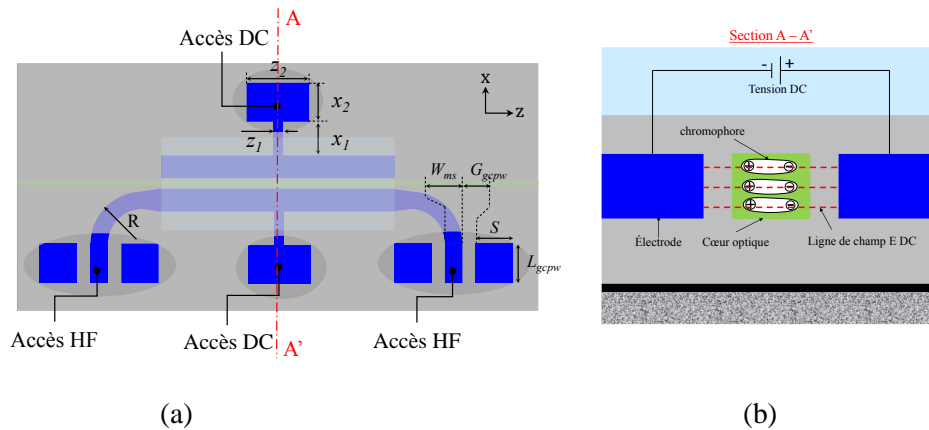 A
Accès DC
z2
x
z
x2
z1
x1
Wms
Ggcpw
R
S
Lgcpw
Accès HF
Accès DC
A’
Accès HF
(a)
Section A – A’
- +
Tension DC
chromophore
+ -
+ -
+ -
Électrode
Cœur optique
Ligne de champ E DC
(b)